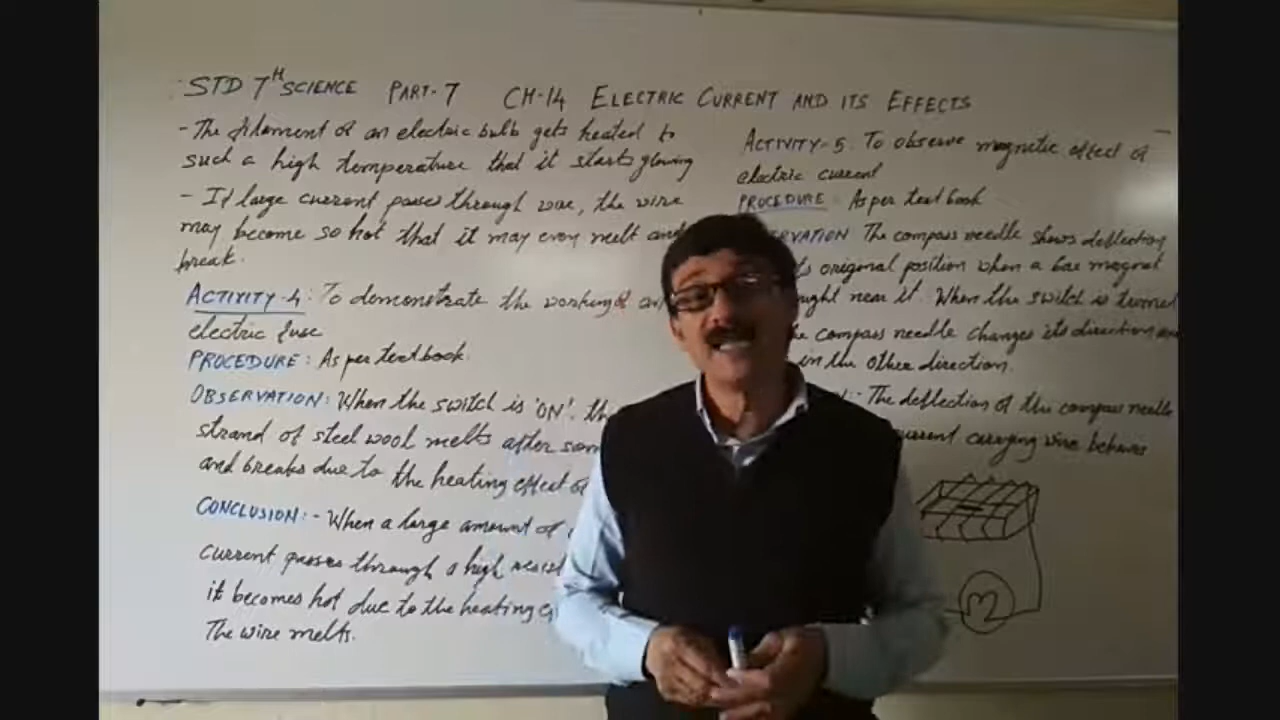 STD 7TH SCIENCE PART-7 CH-14 ELECTRIC CURRENT AND ITS EFFECTS
- The filament of an electric bulb gets heated to
such a high temperature that it starts glowing
- If large current passes through wire, the wire
may become so hot that it may even melt and
break.
ACTIVITY-4: To demonstrate the working of an
electric fuse
PROCEDURE: As per textbook.
OBSERVATION: When the switch is 'ON'. the
strand of steel wool melts after som
and breaks due to the heating effect of
CONCLUSION:- When a large amount of
current passes through a high resist
it becomes hot due to the heating
The wire melts.
ACTIVITY-5. To observe magnetic effect of
electric current
PROCEDURE: As per textbook
RVATION The compass needle shows deflection
original position when a bar magnet
ught near it. When the switch is turned
compass needle changes its direction and
in the other direction.
:- The deflection of the compass needle
current carrying wire behaves